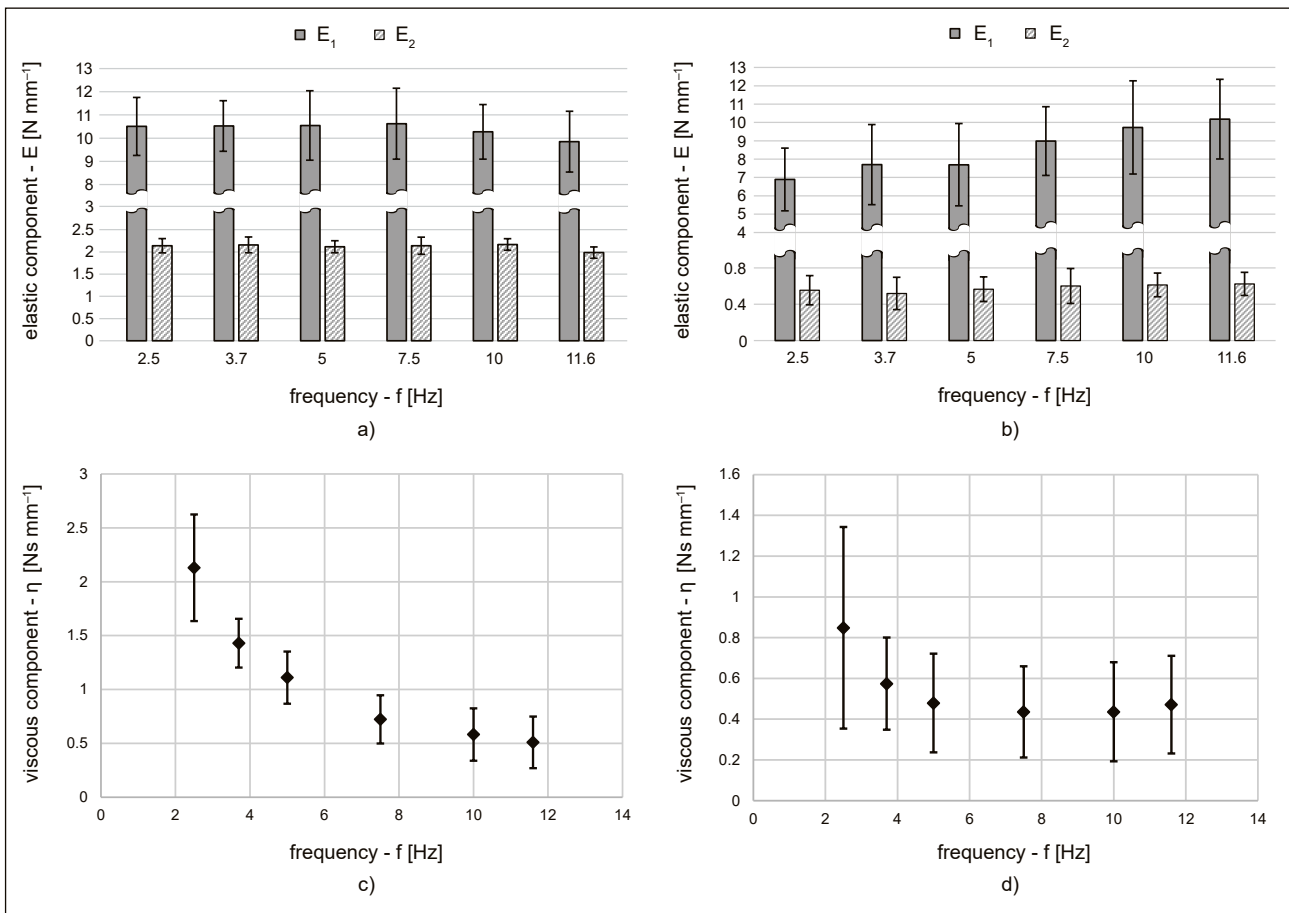 E₁ E₂
elastic component - E [N mm⁻¹]
13
12
11
10
9
8
3
2.5
2
1.5
1
0.5
0
2.5 3.7 5 7.5 10 11.6
frequency - f [Hz]
a)
E₁ E₂
elastic component - E [N mm⁻¹]
13
12
11
10
9
8
7
6
5
4
0.8
0.4
0
2.5 3.7 5 7.5 10 11.6
frequency - f [Hz]
b)
viscous component - η [Ns mm⁻¹]
3
2.5
2
1.5
1
0.5
0
0 2 4 6 8 10 12 14
frequency - f [Hz]
c)
viscous component - η [Ns mm⁻¹]
1.6
1.4
1.2
1
0.8
0.6
0.4
0.2
0
0 2 4 6 8 10 12 14
frequency - f [Hz]
d)